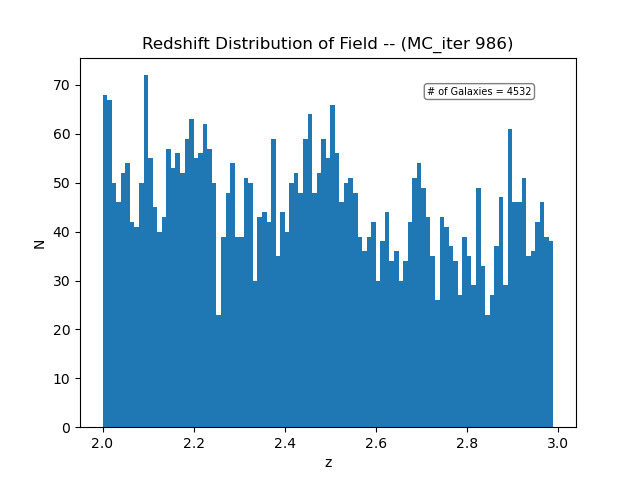 Redshift Distribution of Field -- (MC_iter 986)
# of Galaxies = 4532
70
60
50
40
30
20
10
0
N
2.0 2.2 2.4 2.6 2.8 3.0
z